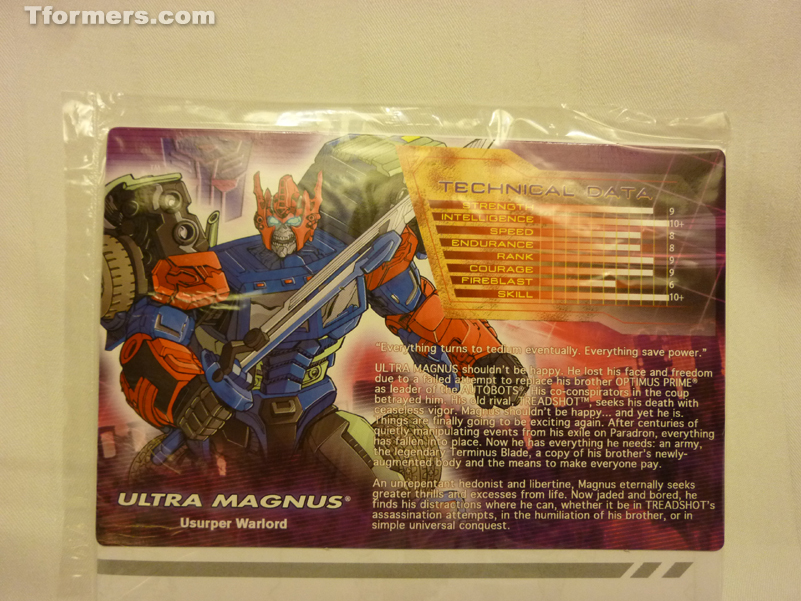 Tformers.com
TECHNICAL DATA
STRENGTH 9
INTELLIGENCE 10+
SPEED 8
ENDURANCE 8
RANK 9
COURAGE 9
FIREBLAST 6
SKILL 10+
"Everything turns to tedium eventually. Everything save power."
ULTRA MAGNUS shouldn't be happy. He lost his face and freedom
due to a failed attempt to replace his brother OPTIMUS PRIME®
as leader of the AUTOBOTS®. His co-conspirators in the coup
betrayed him. His old rival, TREADSHOT™, seeks his death with
ceaseless vigor. Magnus shouldn't be happy... and yet he is.
Things are finally going to be exciting again. After centuries of
quietly manipulating events from his exile on Paradron, everything
has fallen into place. Now he has everything he needs: an army,
the legendary Terminus Blade, a copy of his brother's newly-
augmented body and the means to make everyone pay.
An unrepentant hedonist and libertine, Magnus eternally seeks
greater thrills and excesses from life. Now jaded and bored, he
finds his distractions where he can, whether it be in TREADSHOT's
assassination attempts, in the humiliation of his brother, or in
simple universal conquest.
ULTRA MAGNUS®
Usurper Warlord